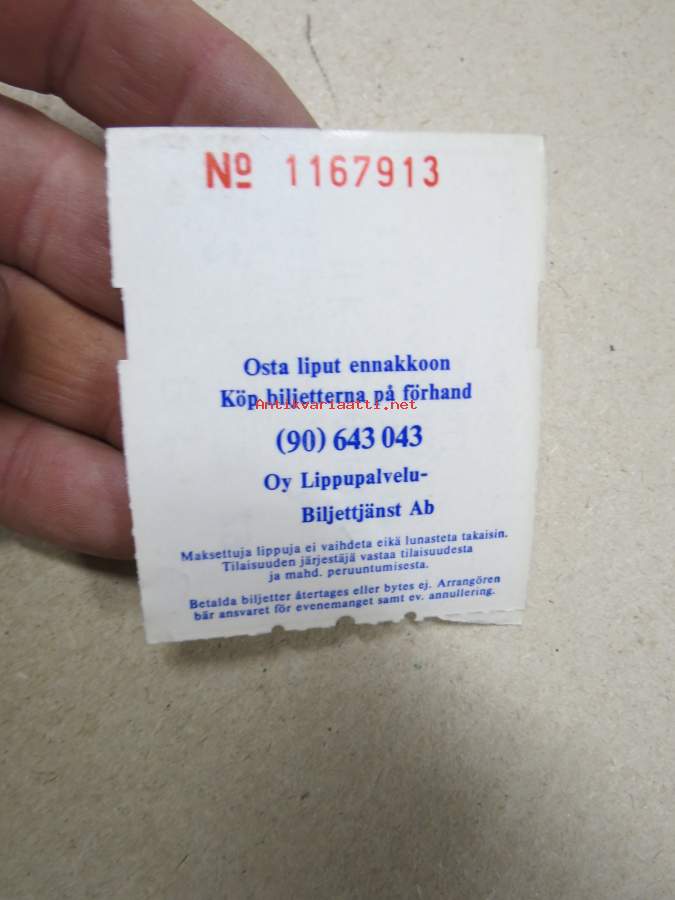 Nº 1167913
Osta liput ennakkoon
Köp biljetterna på förhand
Antikvariaatti.net
(90) 643 043
Oy Lippupalvelu-
Biljettjänst Ab
Maksettuja lippuja ei vaihdeta eikä lunasteta takaisin.
Tilaisuuden järjestäjä vastaa tilaisuudesta
ja mahd. peruuntumisesta.
Betalda biljetter återtages eller bytes ej. Arrangören
bär ansvaret för evenemanget samt ev. annullering.